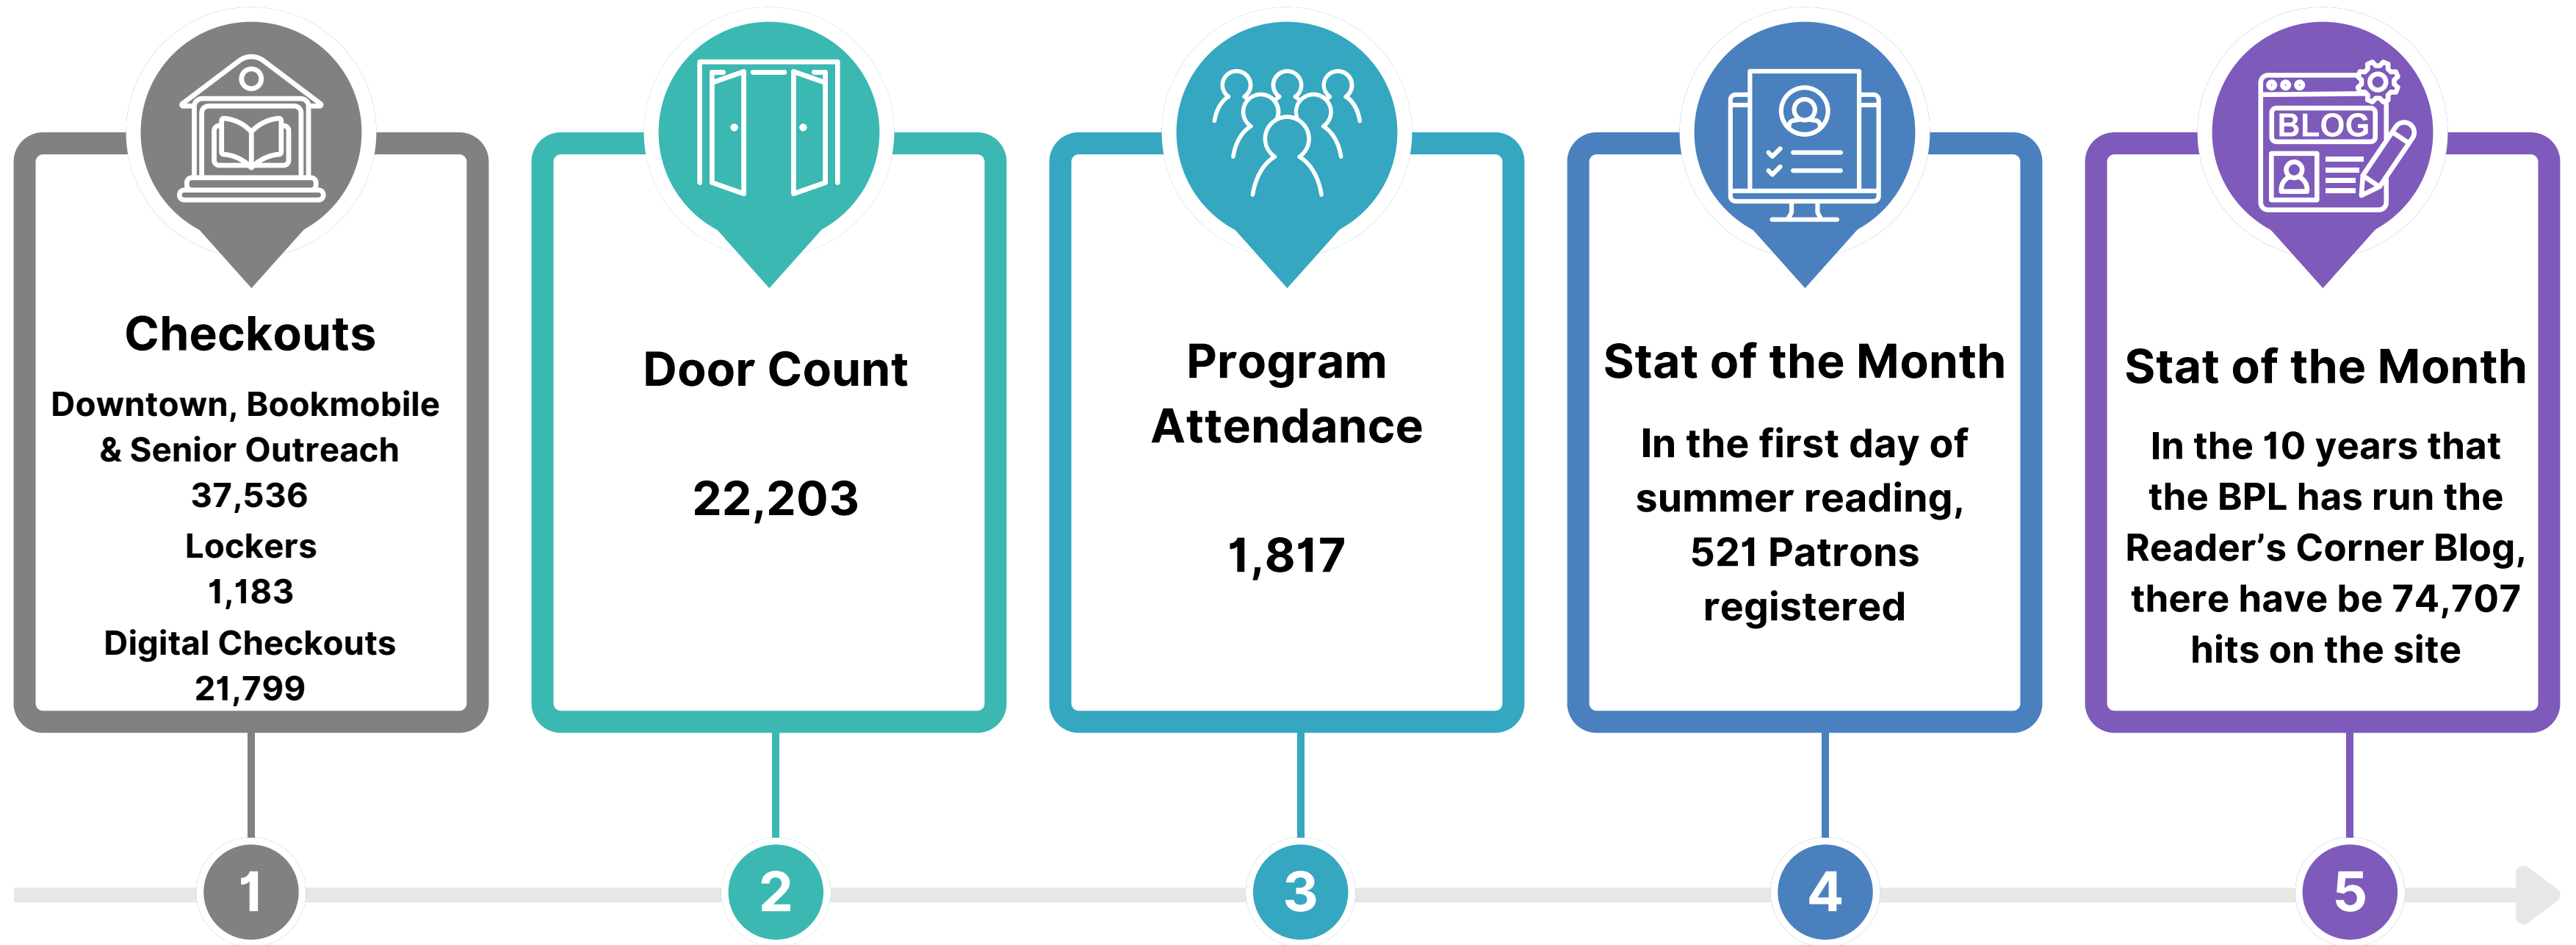 Checkouts
Downtown, Bookmobile
& Senior Outreach
37,536
Lockers
1,183
Digital Checkouts
21,799
1
Door Count
22,203
2
Program
Attendance
1,817
3
Stat of the Month
In the first day of
summer reading,
521 Patrons
registered
4
BLOG
Stat of the Month
In the 10 years that
the BPL has run the
Reader’s Corner Blog,
there have be 74,707
hits on the site
5